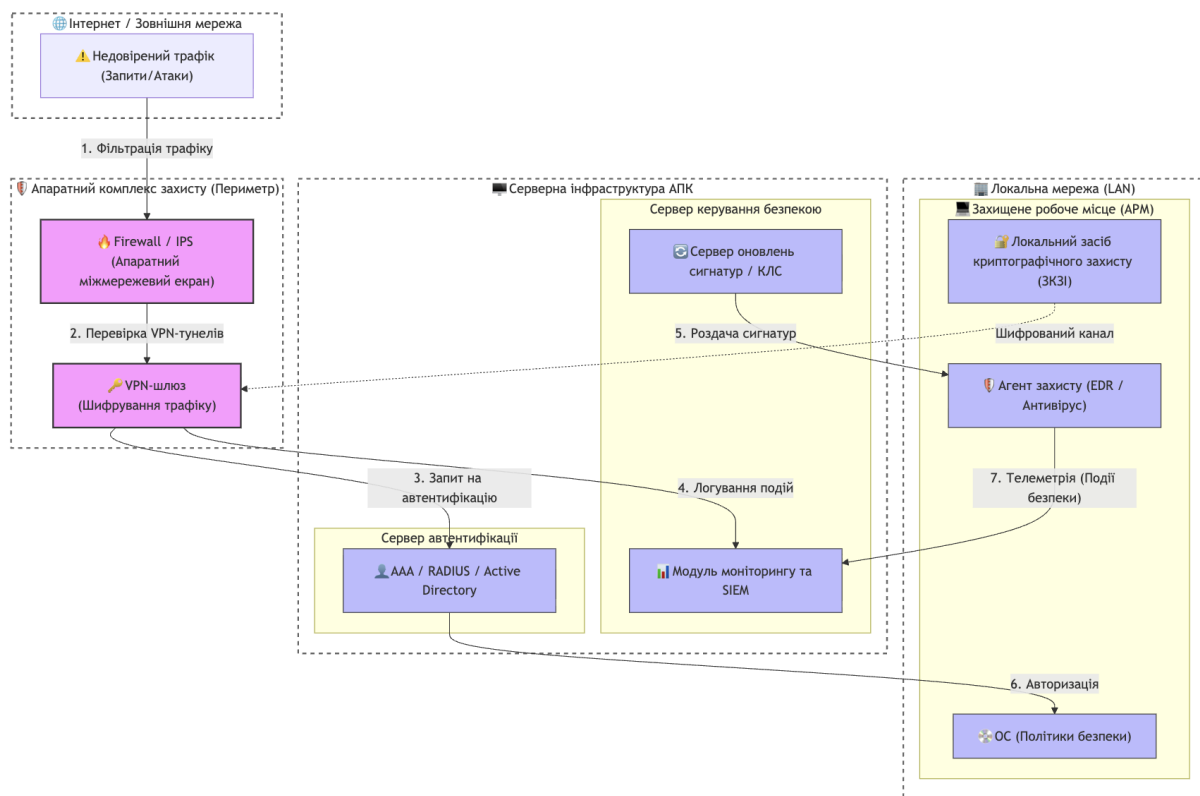 Інтернет / Зовнішня мережа
Недовірений трафік
(Запити/Атаки)
1. Фільтрація трафіку
Апаратний комплекс захисту (Периметр)
Firewall / IPS
(Апаратний
міжмережевий екран)
2. Перевірка VPN-тунелів
VPN-шлюз
(Шифрування трафіку)
Серверна інфраструктура АПК
Сервер керування безпекою
Сервер оновлень
сигнатур / КЛС
5. Роздача сигнатур
3. Запит на
автентифікацію
4. Логування подій
Сервер автентифікації
AAA / RADIUS / Active
Directory
Модуль моніторингу та
SIEM
Локальна мережа (LAN)
Захищене робоче місце (АРМ)
Локальний засіб
криптографічного захисту
(ЗКЗІ)
Шифрований канал
Агент захисту (EDR /
Антивірус)
7. Телеметрія (Події
безпеки)
6. Авторизація
ОС (Політики безпеки)